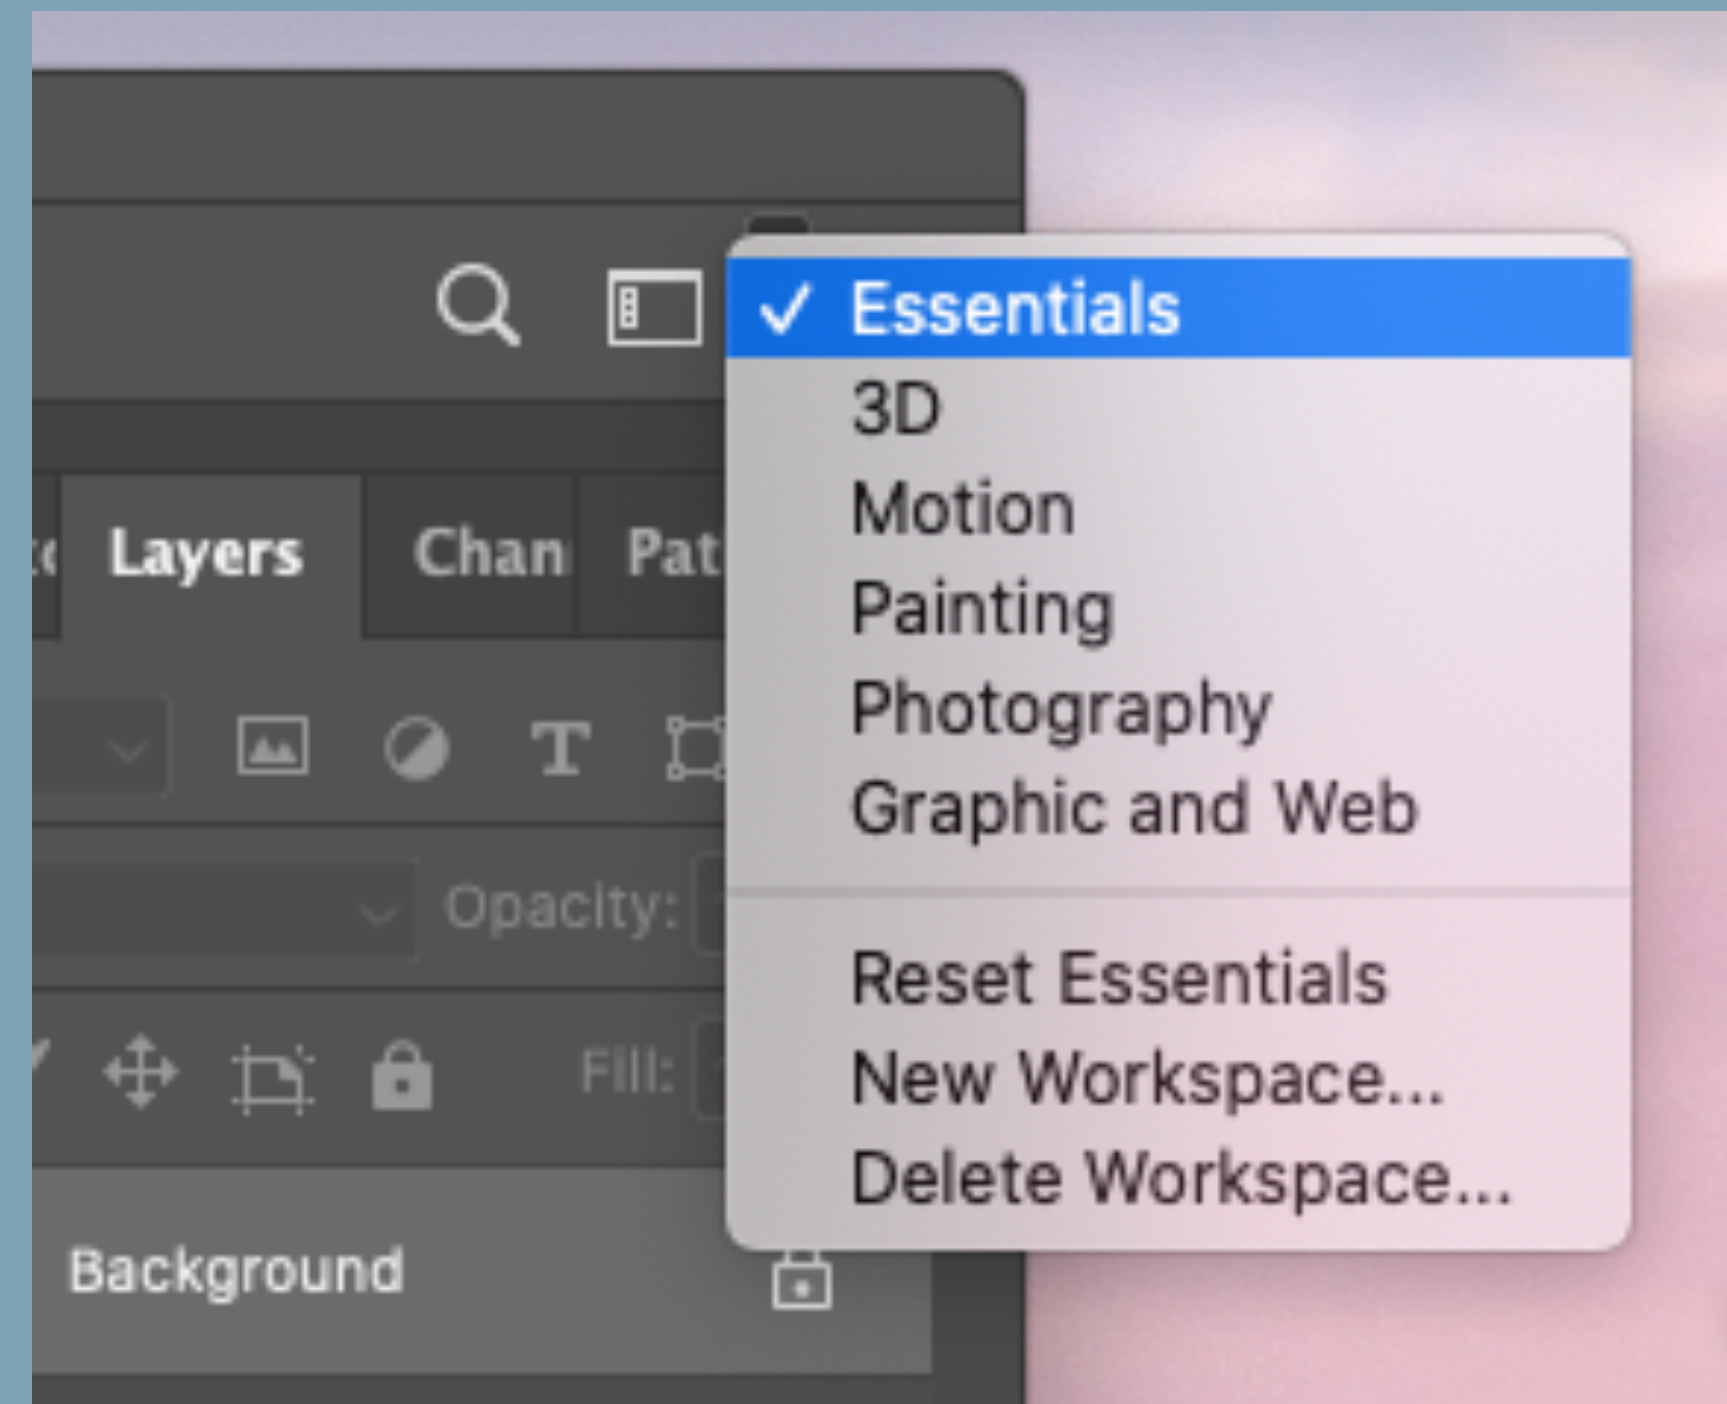 Essentials
3D
Layers
Chan
Pat
Motion
Painting
Photography
T
Graphic and Web
Opacity:
Reset Essentials
Fill:
New Workspace...
Delete Workspace...
Background